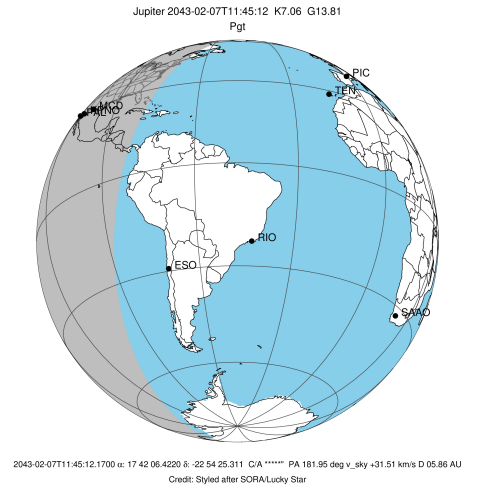 Jupiter 2043-02-07T11:45:12 K7.06 G13.81
Pgt
PIC
TEN
MCD
PAL
RIO
ESO
SAAO
2043-02-07T11:45:12.1700 α: 17 42 06.4220 δ: -22 54 25.311 C/A *****" PA 181.95 deg v_sky +31.51 km/s D 05.86 AU
Credit: Styled after SORA/Lucky Star